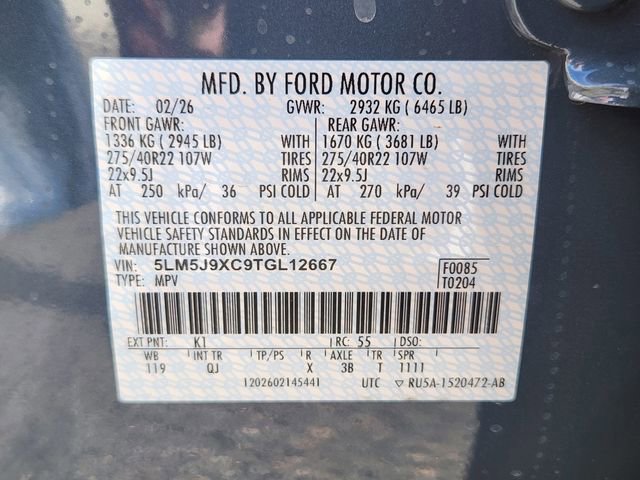 MFD. BY FORD MOTOR CO.
DATE: 02/26 GVWR: 2932 KG ( 6465 LB)
FRONT GAWR: REAR GAWR:
1336 KG ( 2945 LB) WITH 1670 KG ( 3681 LB) WITH
275/40R22 107W TIRES 275/40R22 107W TIRES
22x9.5J RIMS 22x9.5J RIMS
AT 250 kPa/ 36 PSI COLD AT 270 kPa/ 39 PSI COLD
THIS VEHICLE CONFORMS TO ALL APPLICABLE FEDERAL MOTOR
VEHICLE SAFETY STANDARDS IN EFFECT ON THE DATE OF
MANUFACTURE SHOWN ABOVE.
VIN: 5LM5J9XC9TGL12667 F0085
TYPE: MPV T0204
EXT PNT: K1 RC: 55 DSO:
WB INT TR TP/PS R AXLE TR SPR
119 QJ X 3B T 1111
1202602145441 UTC ▽ RU5A-1520472-AB